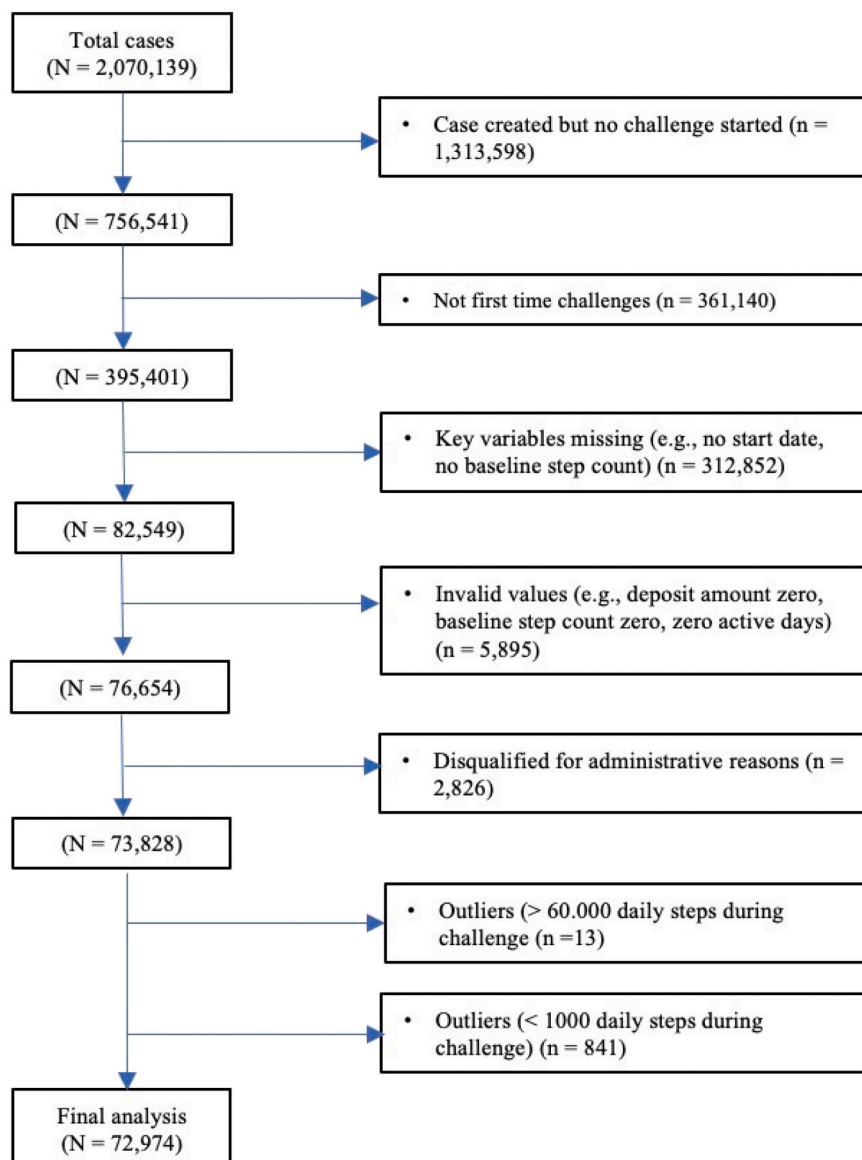 Total cases
(N = 2,070,139)
• Case created but no challenge started (n =
1,313,598)
(N = 756,541)
• Not first time challenges (n = 361,140)
(N = 395,401)
• Key variables missing (e.g., no start date,
no baseline step count) (n = 312,852)
(N = 82,549)
• Invalid values (e.g., deposit amount zero,
baseline step count zero, zero active days)
(n = 5,895)
(N = 76,654)
• Disqualified for administrative reasons (n =
2,826)
(N = 73,828)
• Outliers (> 60.000 daily steps during
challenge (n =13)
• Outliers (< 1000 daily steps during
challenge) (n = 841)
Final analysis
(N = 72,974)